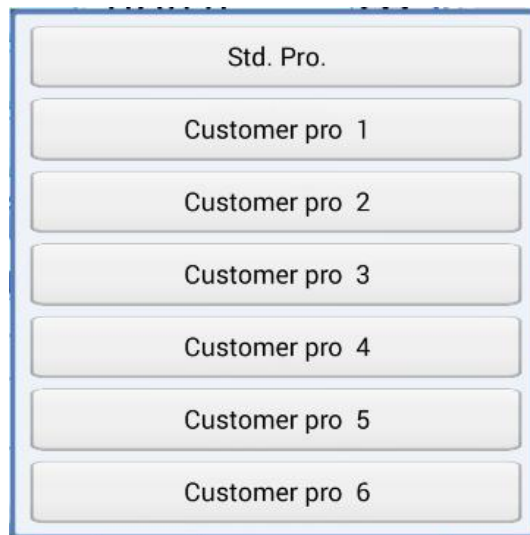 Std. Pro.
Customer pro 1
Customer pro 2
Customer pro 3
Customer pro 4
Customer pro 5
Customer pro 6